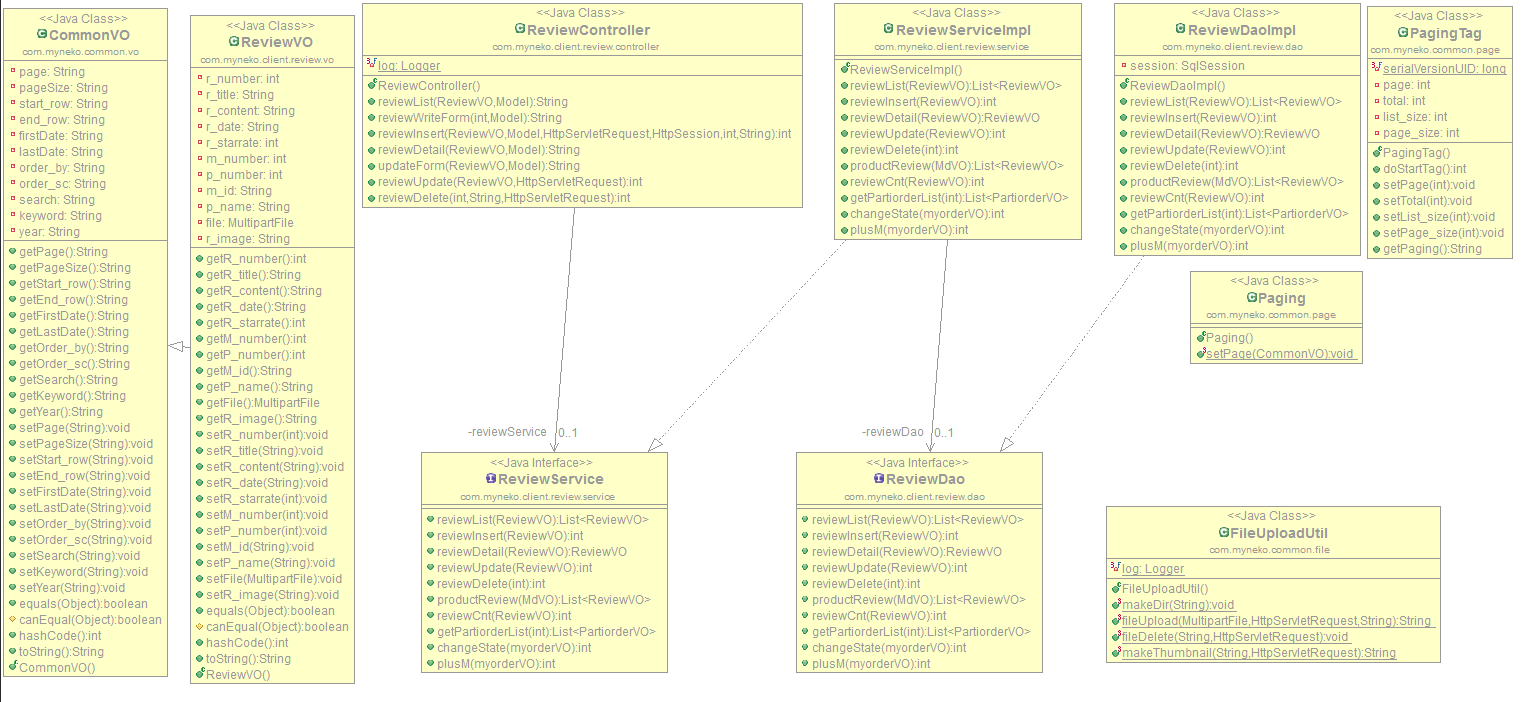 <<Java Class>>
CommonVO
com.myneko.common.vo
page: String
pageSize: String
start_row: String
end_row: String
firstDate: String
lastDate: String
order_by: String
order_sc: String
search: String
keyword: String
year: String
getPage():String
getPageSize():String
getStart_row():String
getEnd_row():String
getFirstDate():String
getLastDate():String
getOrder_by():String
getOrder_sc():String
getSearch():String
getKeyword():String
getYear():String
setPage(String):void
setPageSize(String):void
setStart_row(String):void
setEnd_row(String):void
setFirstDate(String):void
setLastDate(String):void
setOrder_by(String):void
setOrder_sc(String):void
setSearch(String):void
setKeyword(String):void
setYear(String):void
equals(Object):boolean
canEqual(Object):boolean
hashCode():int
toString():String
CommonVO()
<<Java Class>>
ReviewVO
com.myneko.client.review.vo
r_number: int
r_title: String
r_content: String
r_date: String
r_starrate: int
m_number: int
p_number: int
m_id: String
p_name: String
file: MultipartFile
r_image: String
getR_number():int
getR_title():String
getR_content():String
getR_date():String
getR_starrate():int
getM_number():int
getP_number():int
getM_id():String
getP_name():String
getFile():MultipartFile
getR_image():String
setR_number(int):void
setR_title(String):void
setR_content(String):void
setR_date(String):void
setR_starrate(int):void
setM_number(int):void
setP_number(int):void
setM_id(String):void
setP_name(String):void
setFile(MultipartFile):void
setR_image(String):void
equals(Object):boolean
canEqual(Object):boolean
hashCode():int
toString():String
ReviewVO()
<<Java Class>>
ReviewController
com.myneko.client.review.controller
log: Logger
ReviewController()
reviewList(ReviewVO,Model):String
reviewWriteForm(int,Model):String
reviewInsert(ReviewVO,Model,HttpServletRequest,HttpSession,int,String):int
reviewDetail(ReviewVO,Model):String
updateForm(ReviewVO,Model):String
reviewUpdate(ReviewVO,HttpServletRequest):int
reviewDelete(int,String,HttpServletRequest):int
<<Java Class>>
ReviewServiceImpl
com.myneko.client.review.service
ReviewServiceImpl()
reviewList(ReviewVO):List<ReviewVO>
reviewInsert(ReviewVO):int
reviewDetail(ReviewVO):ReviewVO
reviewUpdate(ReviewVO):int
reviewDelete(int):int
productReview(MdVO):List<ReviewVO>
reviewCnt(ReviewVO):int
getPartiorderList(int):List<PartiorderVO>
changeState(myorderVO):int
plusM(myorderVO):int
<<Java Class>>
ReviewDaoImpl
com.myneko.client.review.dao
session: SqlSession
ReviewDaoImpl()
reviewList(ReviewVO):List<ReviewVO>
reviewInsert(ReviewVO):int
reviewDetail(ReviewVO):ReviewVO
reviewUpdate(ReviewVO):int
reviewDelete(int):int
productReview(MdVO):List<ReviewVO>
reviewCnt(ReviewVO):int
getPartiorderList(int):List<PartiorderVO>
changeState(myorderVO):int
plusM(myorderVO):int
<<Java Class>>
PagingTag
com.myneko.common.page
serialVersionUID: long
page: int
total: int
list_size: int
page_size: int
PagingTag()
doStartTag():int
setPage(int):void
setTotal(int):void
setList_size(int):void
setPage_size(int):void
getPaging():String
<<Java Class>>
Paging
com.myneko.common.page
Paging()
setPage(CommonVO):void
-reviewService
0..1
-reviewDao
0..1
<<Java Interface>>
ReviewService
com.myneko.client.review.service
reviewList(ReviewVO):List<ReviewVO>
reviewInsert(ReviewVO):int
reviewDetail(ReviewVO):ReviewVO
reviewUpdate(ReviewVO):int
reviewDelete(int):int
productReview(MdVO):List<ReviewVO>
reviewCnt(ReviewVO):int
getPartiorderList(int):List<PartiorderVO>
changeState(myorderVO):int
plusM(myorderVO):int
<<Java Interface>>
ReviewDao
com.myneko.client.review.dao
reviewList(ReviewVO):List<ReviewVO>
reviewInsert(ReviewVO):int
reviewDetail(ReviewVO):ReviewVO
reviewUpdate(ReviewVO):int
reviewDelete(int):int
productReview(MdVO):List<ReviewVO>
reviewCnt(ReviewVO):int
getPartiorderList(int):List<PartiorderVO>
changeState(myorderVO):int
plusM(myorderVO):int
<<Java Class>>
FileUploadUtil
com.myneko.common.file
log: Logger
FileUploadUtil()
makeDir(String):void
fileUpload(MultipartFile,HttpServletRequest,String):String
fileDelete(String,HttpServletRequest):void
makeThumbnail(String,HttpServletRequest):String